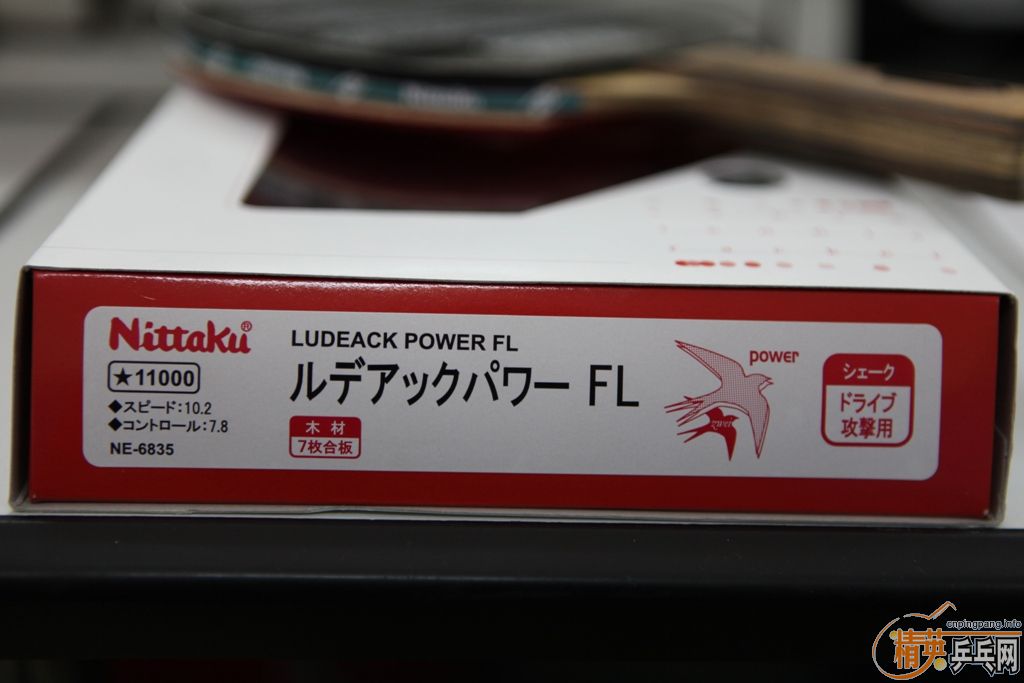 Nittaku®
LUDEACK POWER FL
ルデアックパワー FL
★11000
◆スピード:10.2
◆コントロール:7.8
NE-6835
木材
7枚合板
power
zwei
シェーク
ドライブ
攻撃用
cnpingpang.info
精英乒乓网